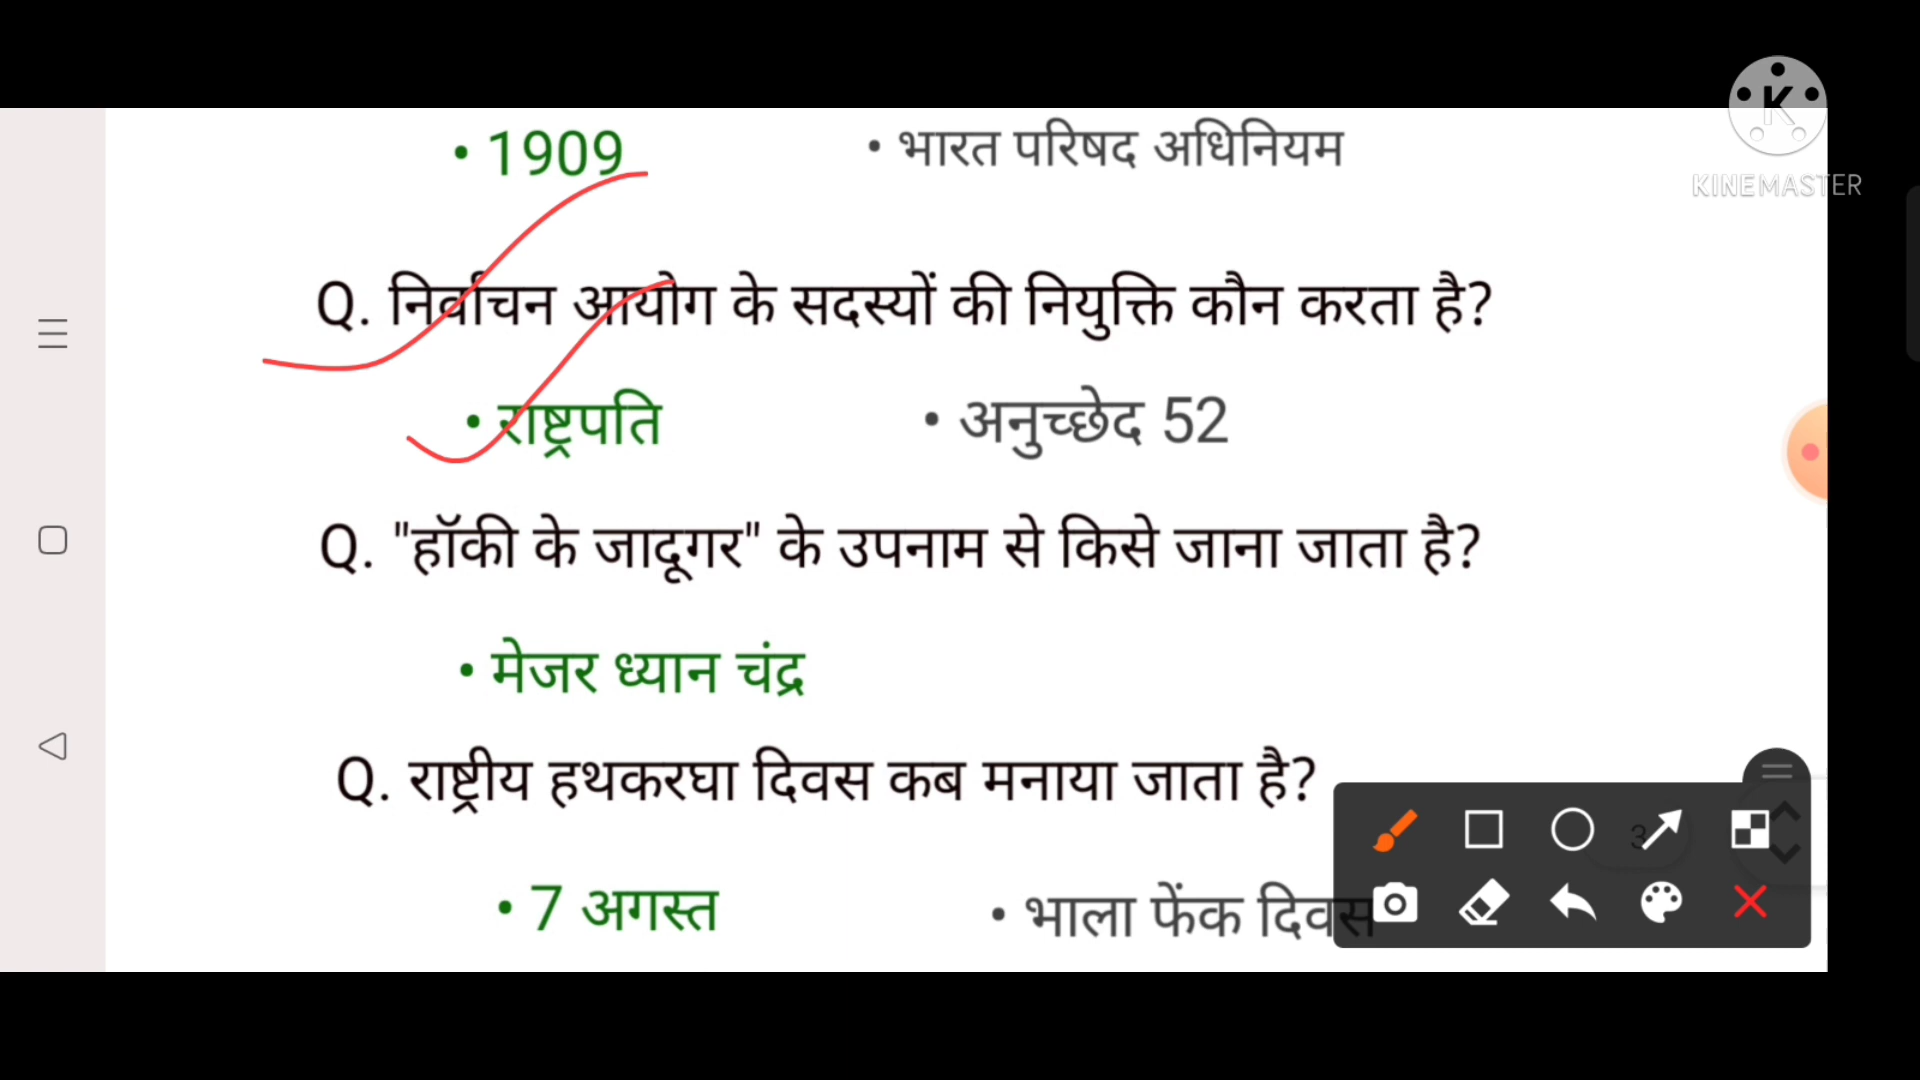 • 1909 • भारत परिषद अधिनियम
KINEMASTER
Q. निर्वाचन आयोग के सदस्यों की नियुक्ति कौन करता है?
• राष्ट्रपति • अनुच्छेद 52
Q. "हॉकी के जादूगर" के उपनाम से किसे जाना जाता है?
• मेजर ध्यान चंद्र
Q. राष्ट्रीय हथकरघा दिवस कब मनाया जाता है?
• 7 अगस्त • भाला फेंक दिवस